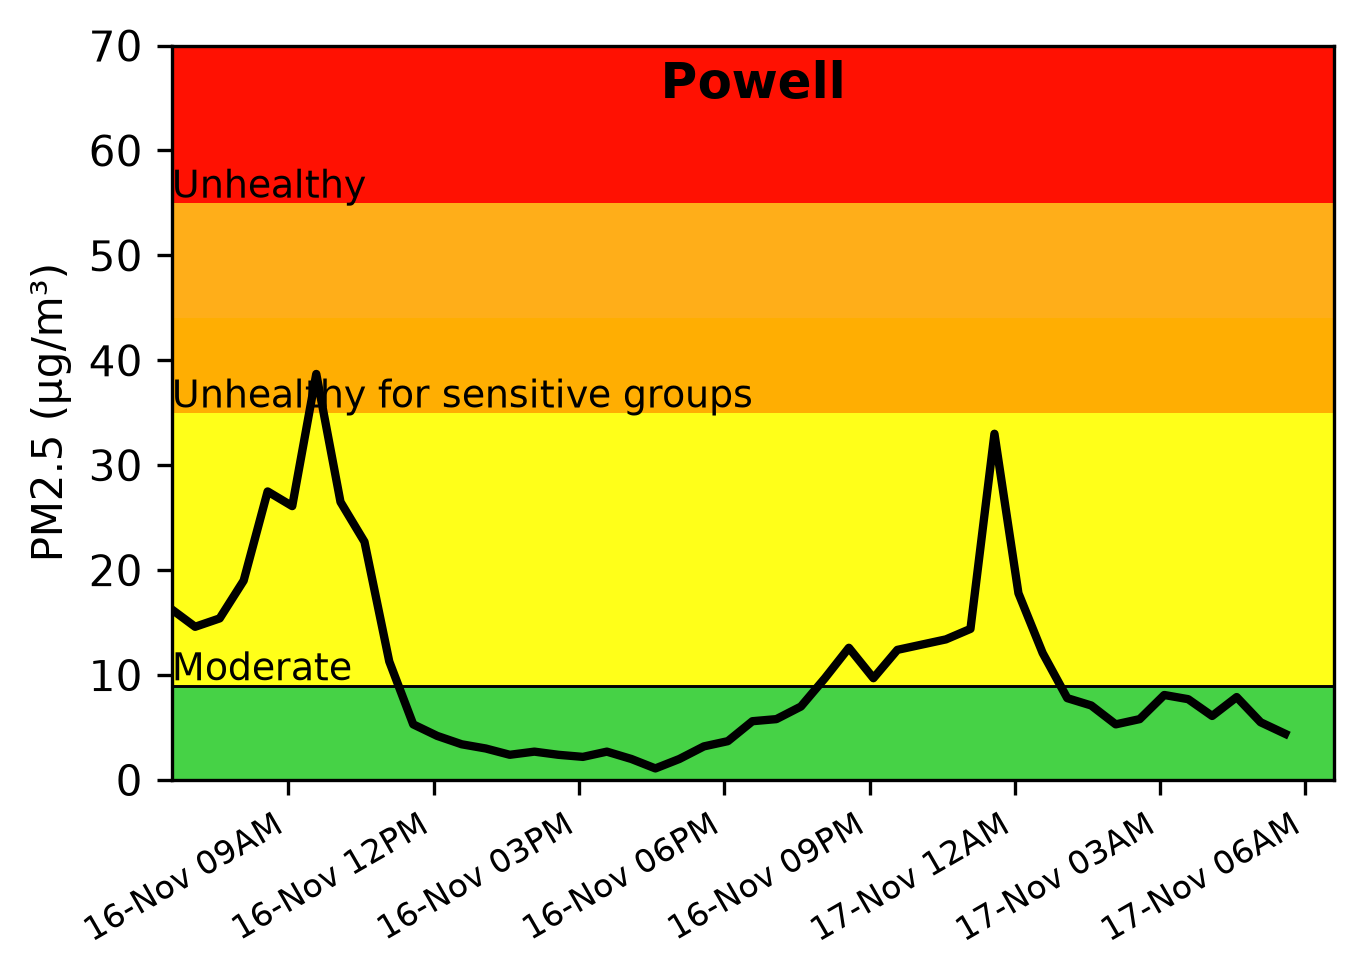 Powell
PM2.5 (µg/m³)
70
60
50
40
30
20
10
0
Unhealthy
Unhealthy for sensitive groups
Moderate
16-Nov 09AM
16-Nov 12PM
16-Nov 03PM
16-Nov 06PM
16-Nov 09PM
17-Nov 12AM
17-Nov 03AM
17-Nov 06AM